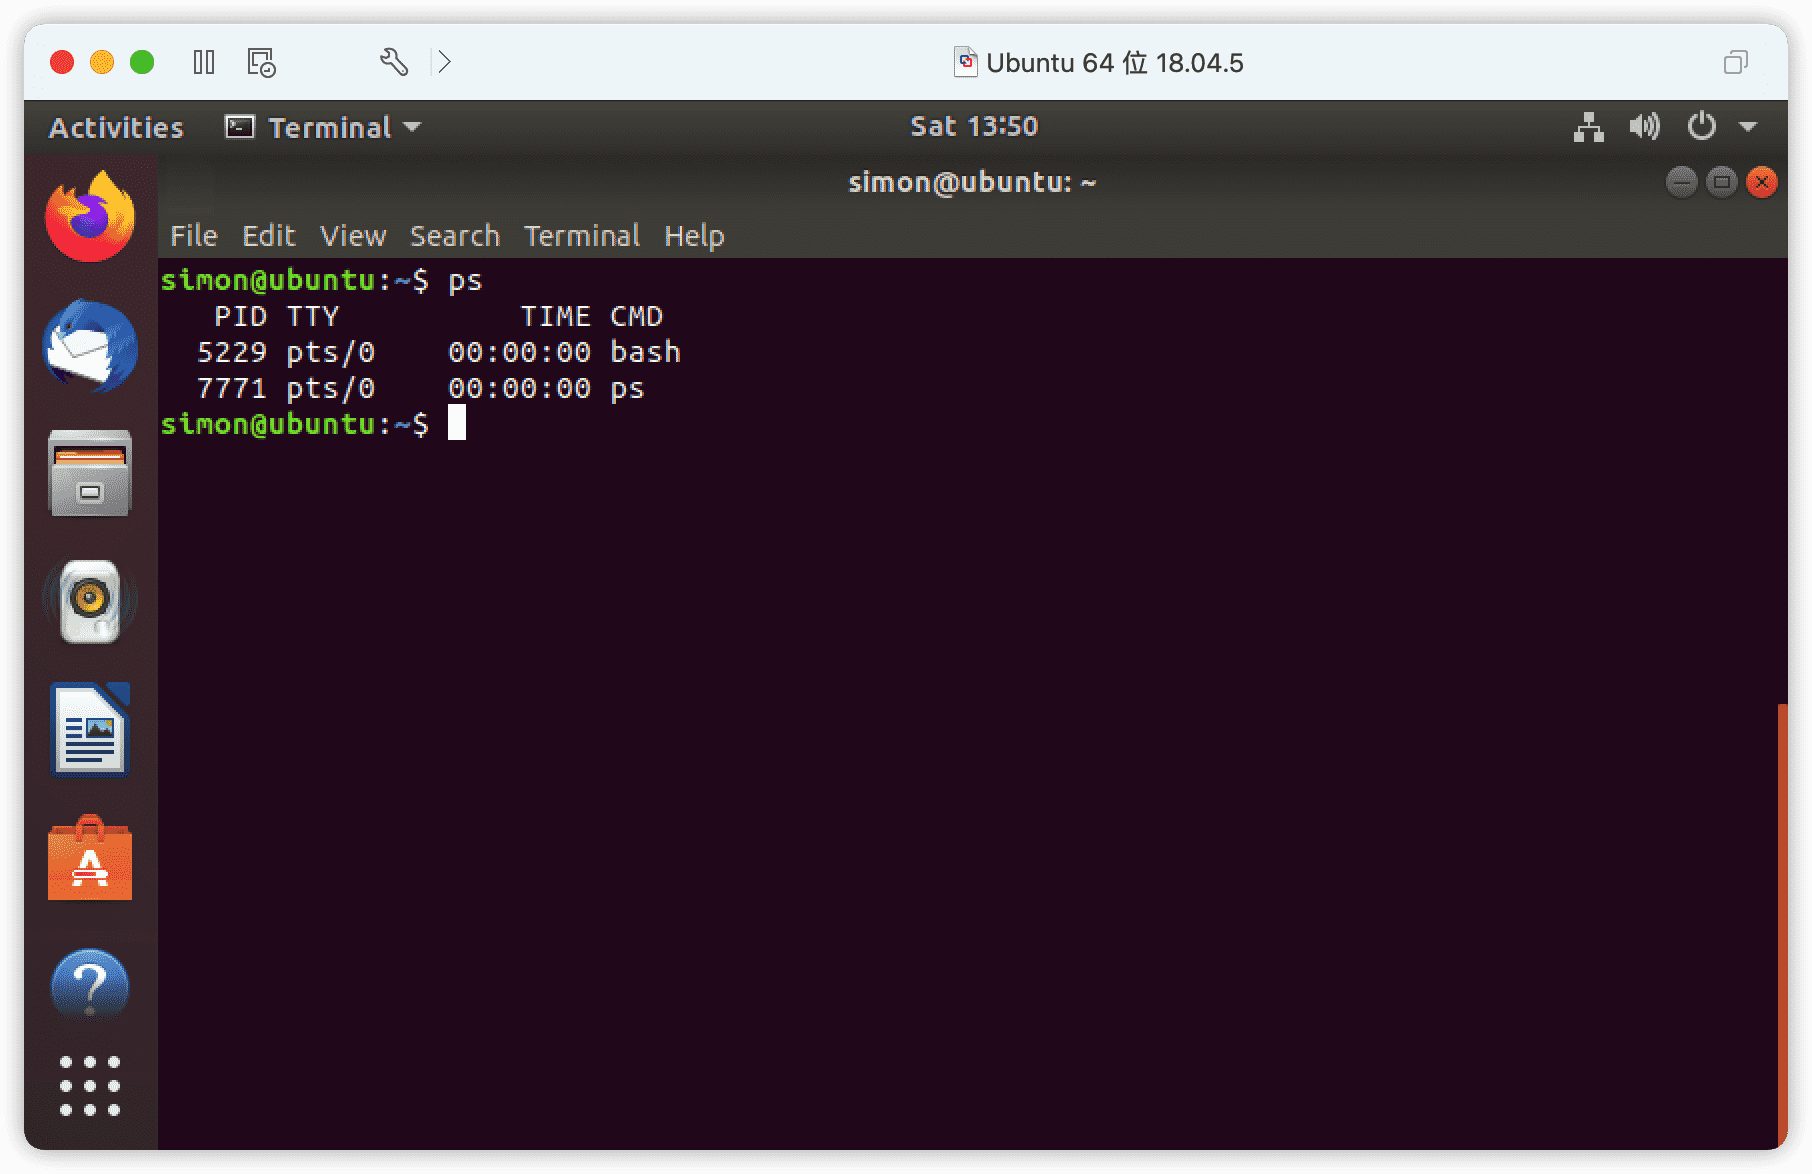 Ubuntu 64 位 18.04.5
Activities Terminal Sat 13:50
simon@ubuntu: ~
File Edit View Search Terminal Help
simon@ubuntu:~$ ps
PID TTY TIME CMD
5229 pts/0 00:00:00 bash
7771 pts/0 00:00:00 ps
simon@ubuntu:~$